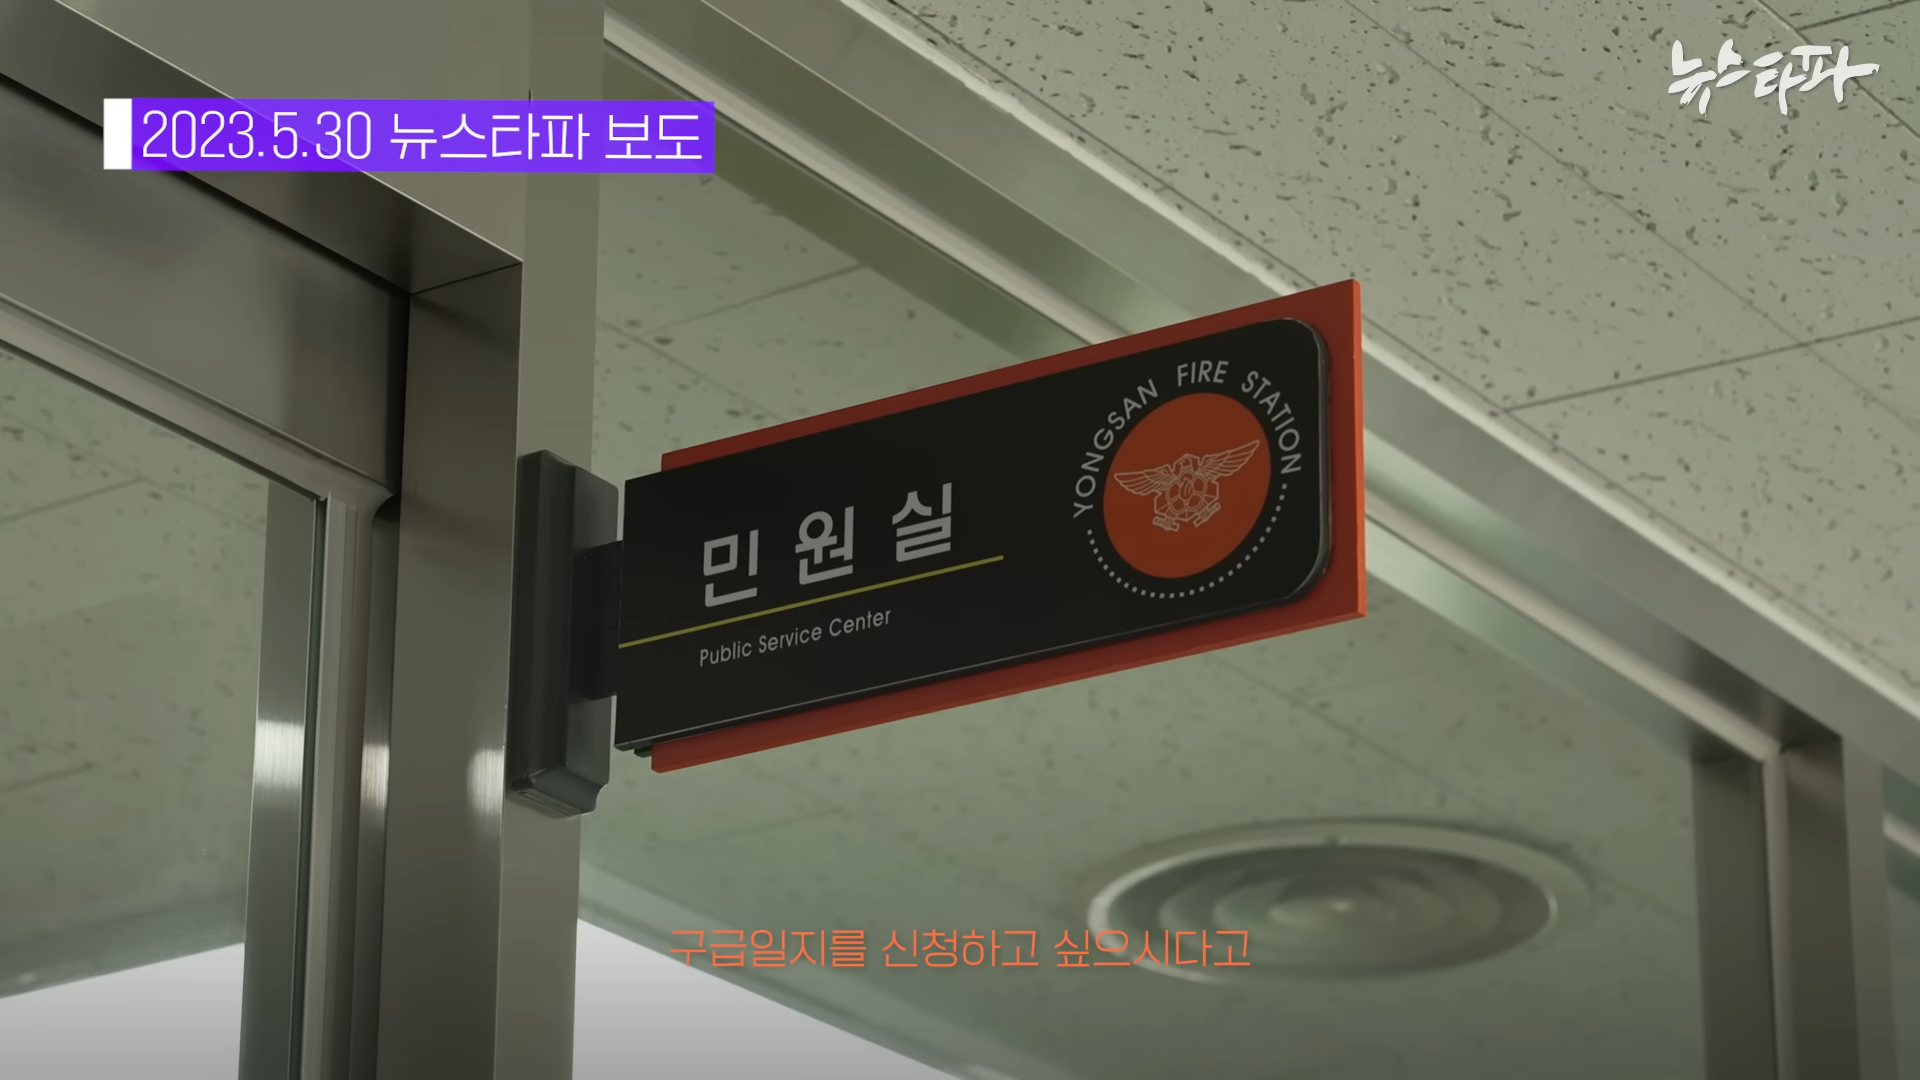 뉴스타파
2023.5.30 뉴스타파 보도
YONGSAN FIRE STATION
민원실
Public Service Center
구급일지를 신청하고 싶으시다고